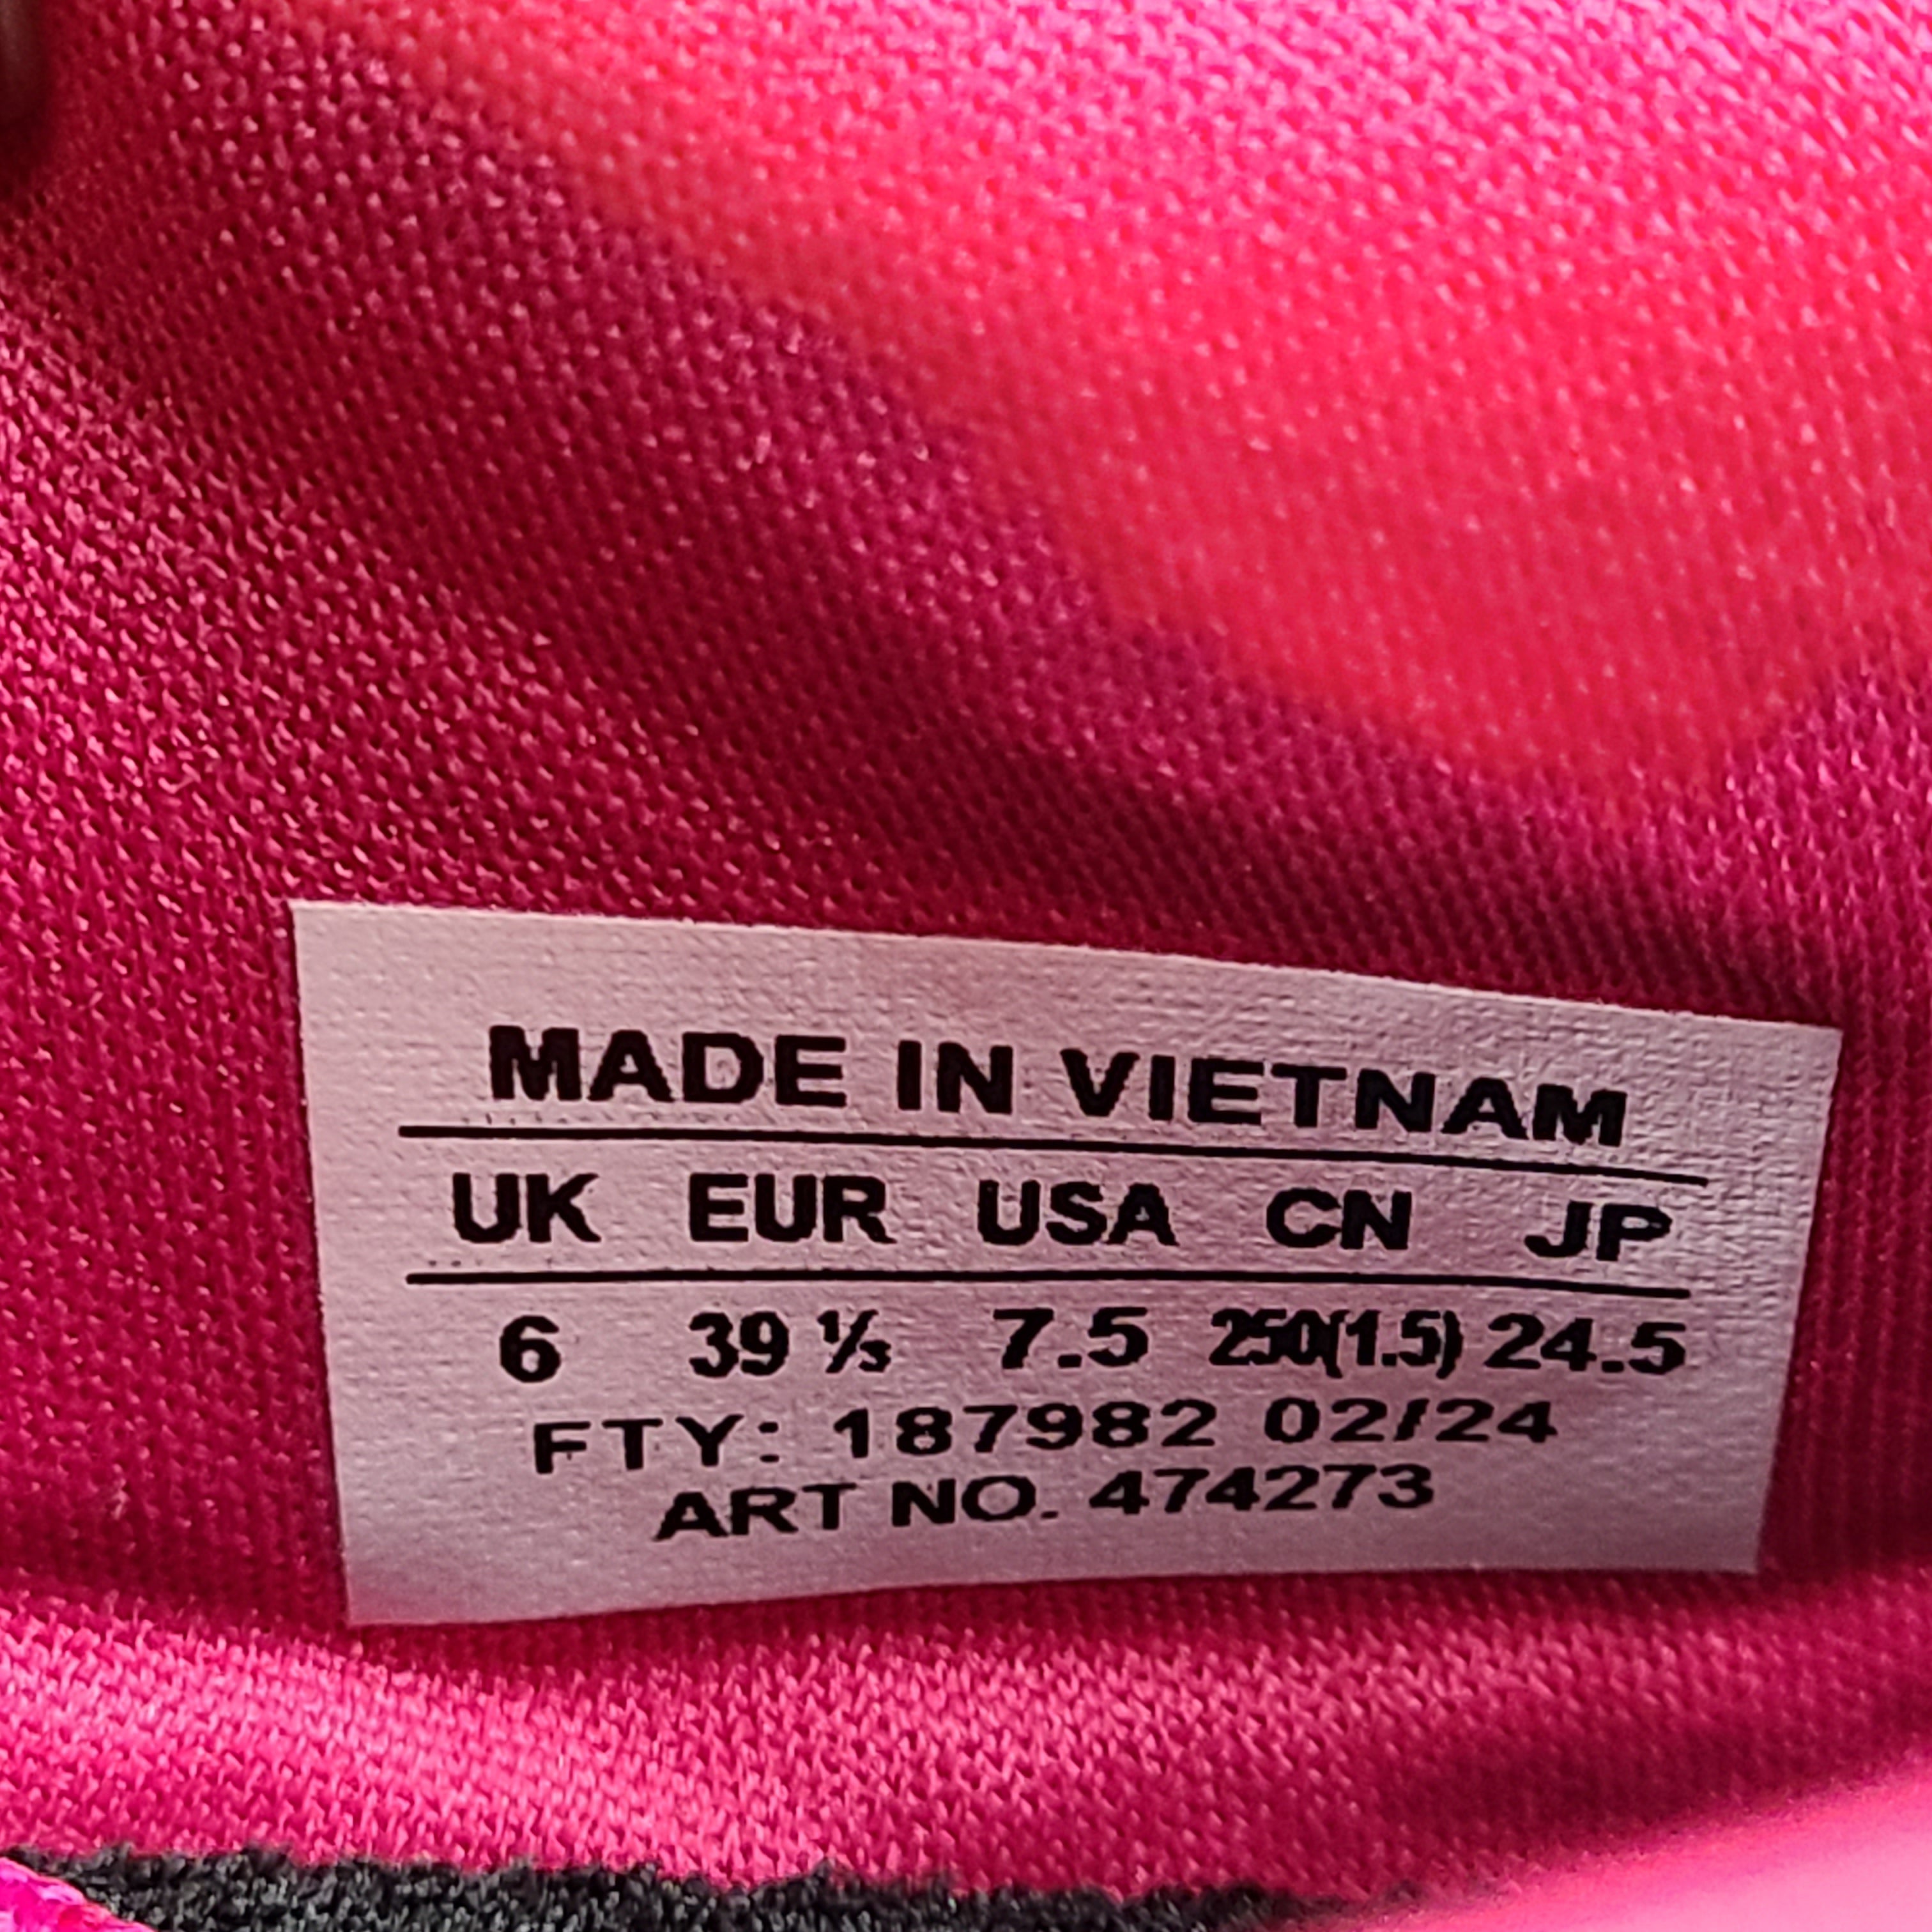 MADE IN VIETNAM
UK EUR USA CN JP
6 39 ⅓ 7.5 250(1.5) 24.5
FTY: 187982 02/24
ART NO. 474273